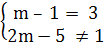 { m – 1 = 3
2m – 5 ≠ 1